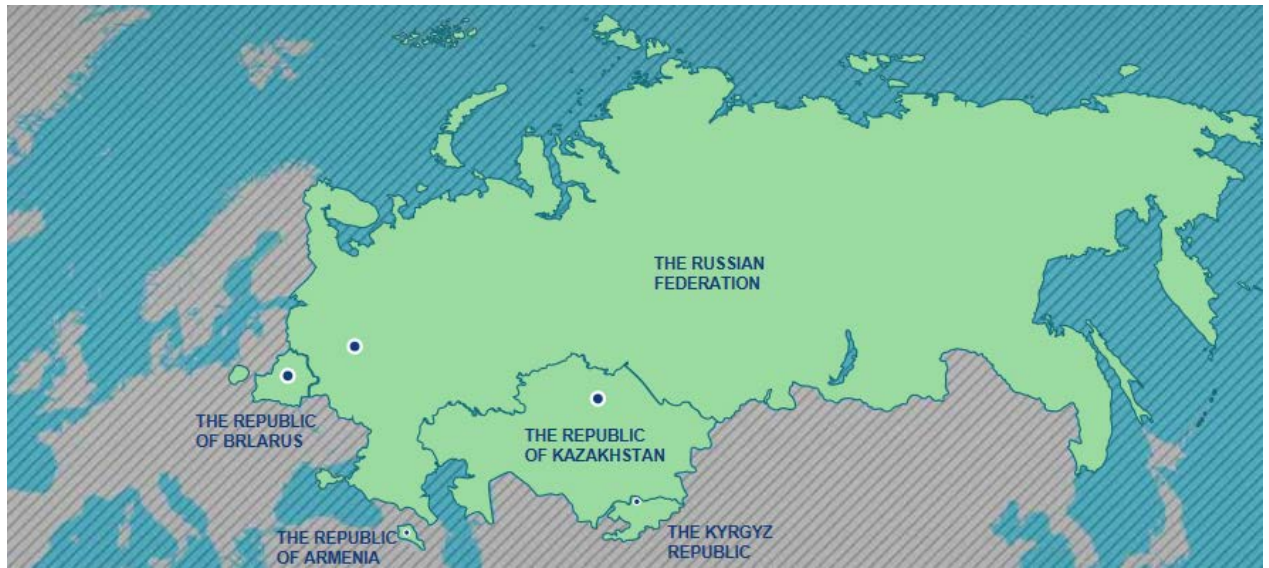 THE RUSSIAN
FEDERATION
THE REPUBLIC
OF BRLARUS
THE REPUBLIC
OF KAZAKHSTAN
THE REPUBLIC
OF ARMENIA
THE KYRGYZ
REPUBLIC